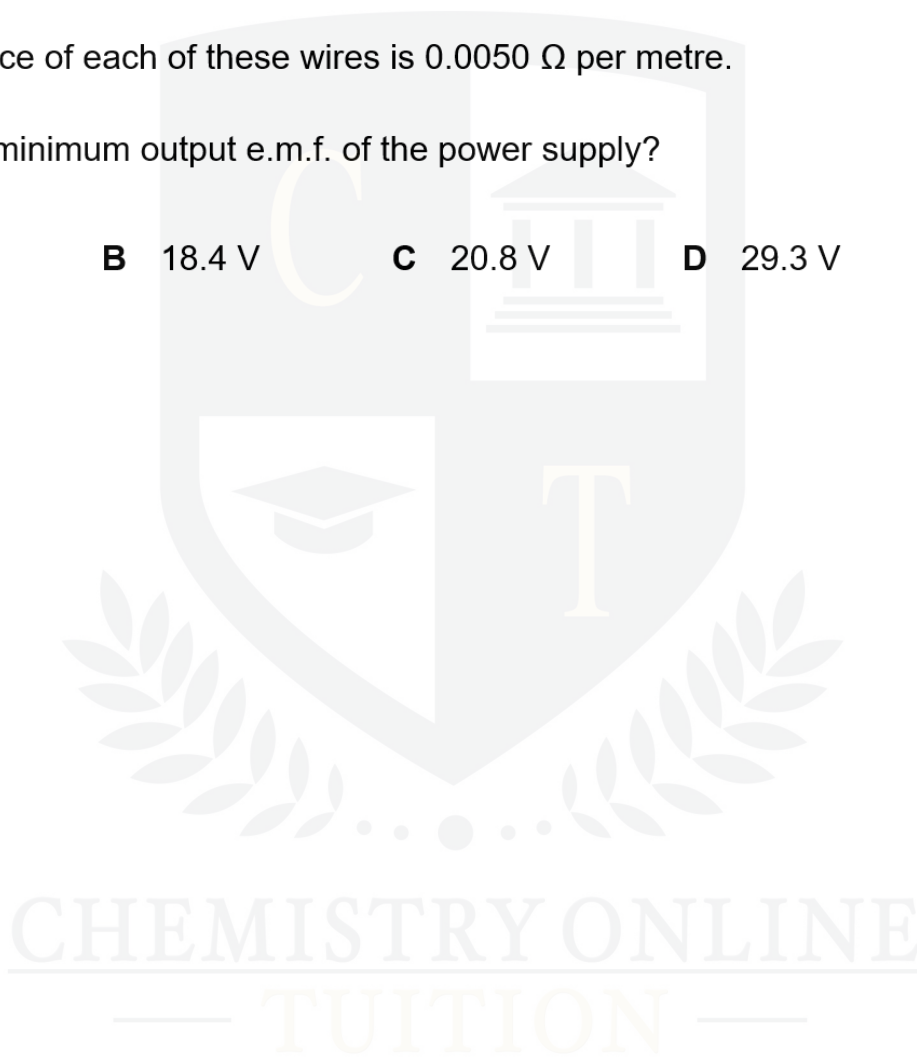 ce of each of these wires is 0.0050 Ω per metre.
minimum output e.m.f. of the power supply?
B 18.4 V C 20.8 V D 29.3 V
C
T
CHEMISTRY ONLINE
TUITION